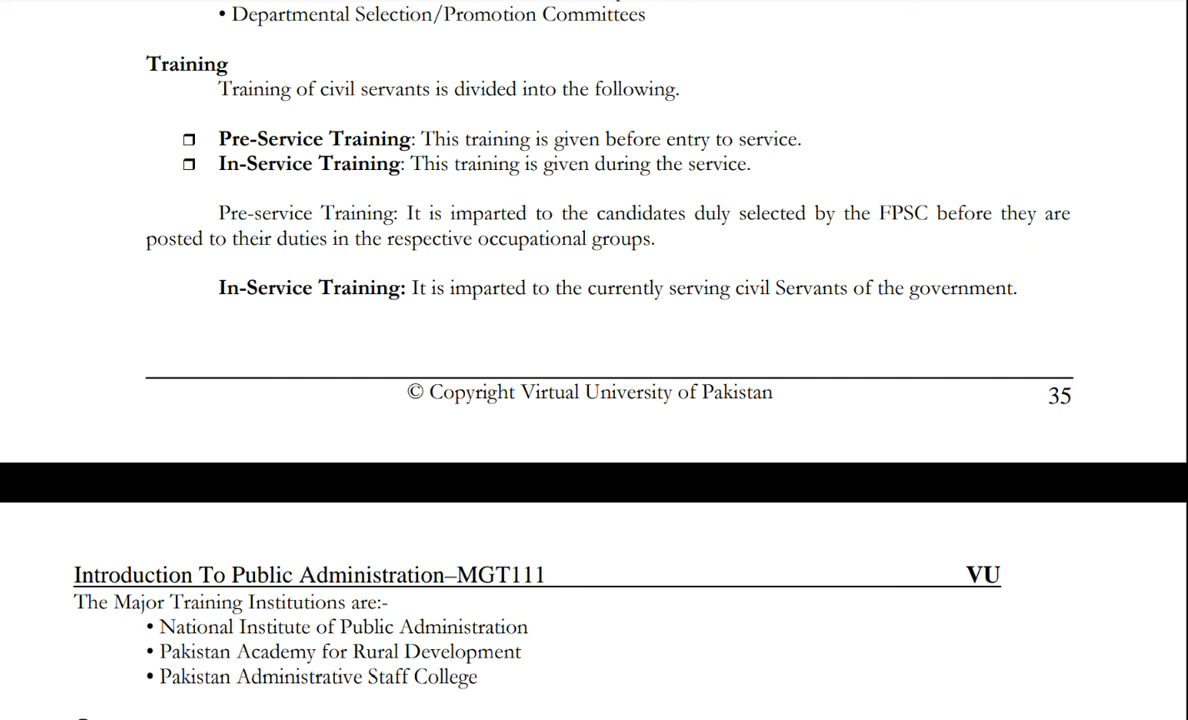 • Departmental Selection/Promotion Committees
Training
Training of civil servants is divided into the following.
❒ Pre-Service Training: This training is given before entry to service.
❒ In-Service Training: This training is given during the service.
Pre-service Training: It is imparted to the candidates duly selected by the FPSC before they are
posted to their duties in the respective occupational groups.
In-Service Training: It is imparted to the currently serving civil Servants of the government.
© Copyright Virtual University of Pakistan
35
Introduction To Public Administration–MGT111 VU
The Major Training Institutions are:-
• National Institute of Public Administration
• Pakistan Academy for Rural Development
• Pakistan Administrative Staff College